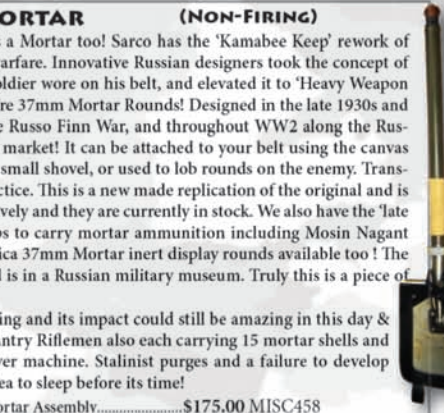 ORTAR (NON-FIRING)
a Mortar too! Sarco has the 'Kamabee Keep' rework of
arfare. Innovative Russian designers took the concept of
oldier wore on his belt, and elevated it to 'Heavy Weapon
re 37mm Mortar Rounds! Designed in the late 1930s and
e Russo Finn War, and throughout WW2 along the Rus-
market! It can be attached to your belt using the canvas
small shovel, or used to lob rounds on the enemy. Trans-
ctice. This is a new made replication of the original and is
vely and they are currently in stock. We also have the 'late
os to carry mortar ammunition including Mosin Nagant
ica 37mm Mortar inert display rounds available too ! The
l is in a Russian military museum. Truly this is a piece of
ing and its impact could still be amazing in this day &
ntry Riflemen also each carrying 15 mortar shells and
ver machine. Stalinist purges and a failure to develop
ea to sleep before its time!
ortar Assembly......................$175.00 MISC458